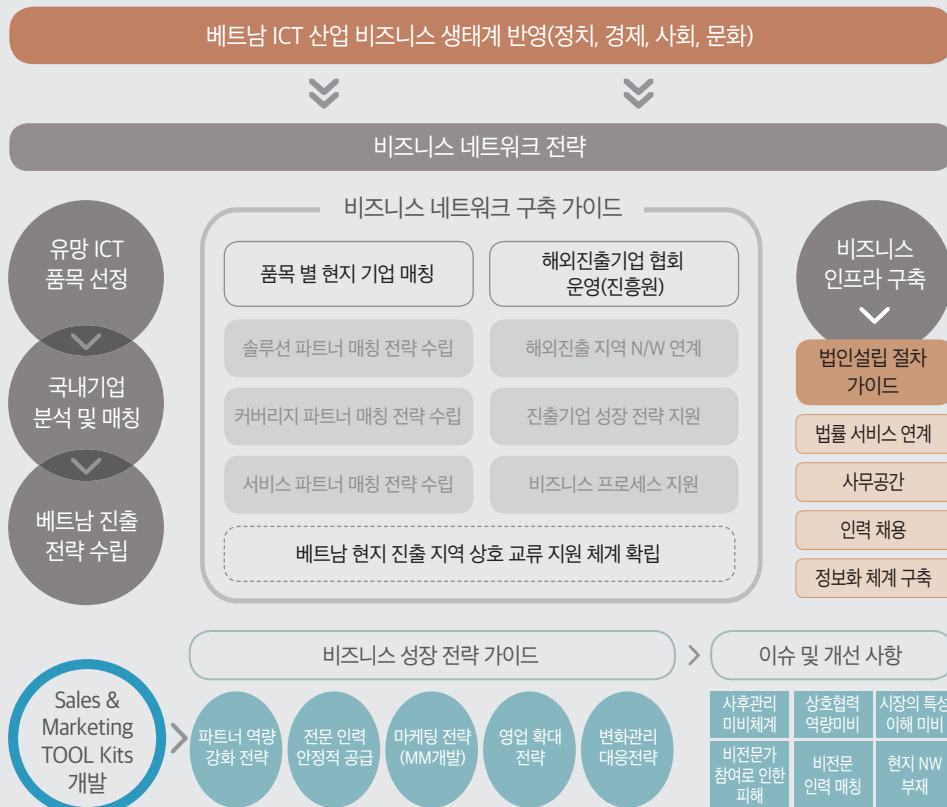 베트남 ICT 산업 비즈니스 생태계 반영(정치, 경제, 사회, 문화)
비즈니스 네트워크 전략
유망 ICT
품목 선정
국내기업
분석 및 매칭
베트남 진출
전략 수립
비즈니스 네트워크 구축 가이드
품목 별 현지 기업 매칭
해외진출기업 협회
운영(진흥원)
솔루션 파트너 매칭 전략 수립
해외진출 지역 N/W 연계
커버리지 파트너 매칭 전략 수립
진출기업 성장 전략 지원
서비스 파트너 매칭 전략 수립
비즈니스 프로세스 지원
베트남 현지 진출 지역 상호 교류 지원 체계 확립
비즈니스
인프라 구축
법인설립 절차
가이드
법률 서비스 연계
사무공간
인력 채용
정보화 체계 구축
Sales &
Marketing
TOOL Kits
개발
비즈니스 성장 전략 가이드
파트너 역량
강화 전략
전문 인력
안정적 공급
마케팅 전략
(MM개발)
영업 확대
전략
변화관리
대응전략
이슈 및 개선 사항
사후관리
미비체계
상호협력
역량미비
시장의 특성
이해 미비
비전문가
참여로 인한
피해
비전문
인력 매칭
현지 NW
부재